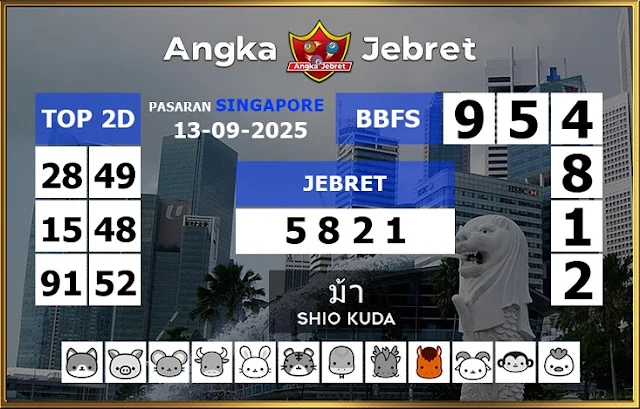 Angka Jebret
Angka Jebret
TOP 2D
PASARAN SINGAPORE
13-09-2025
BBFS
9 5 4
8
1
2
28 49
15 48
91 52
JEBRET
5 8 2 1
ม้า
SHIO KUDA
HSBC